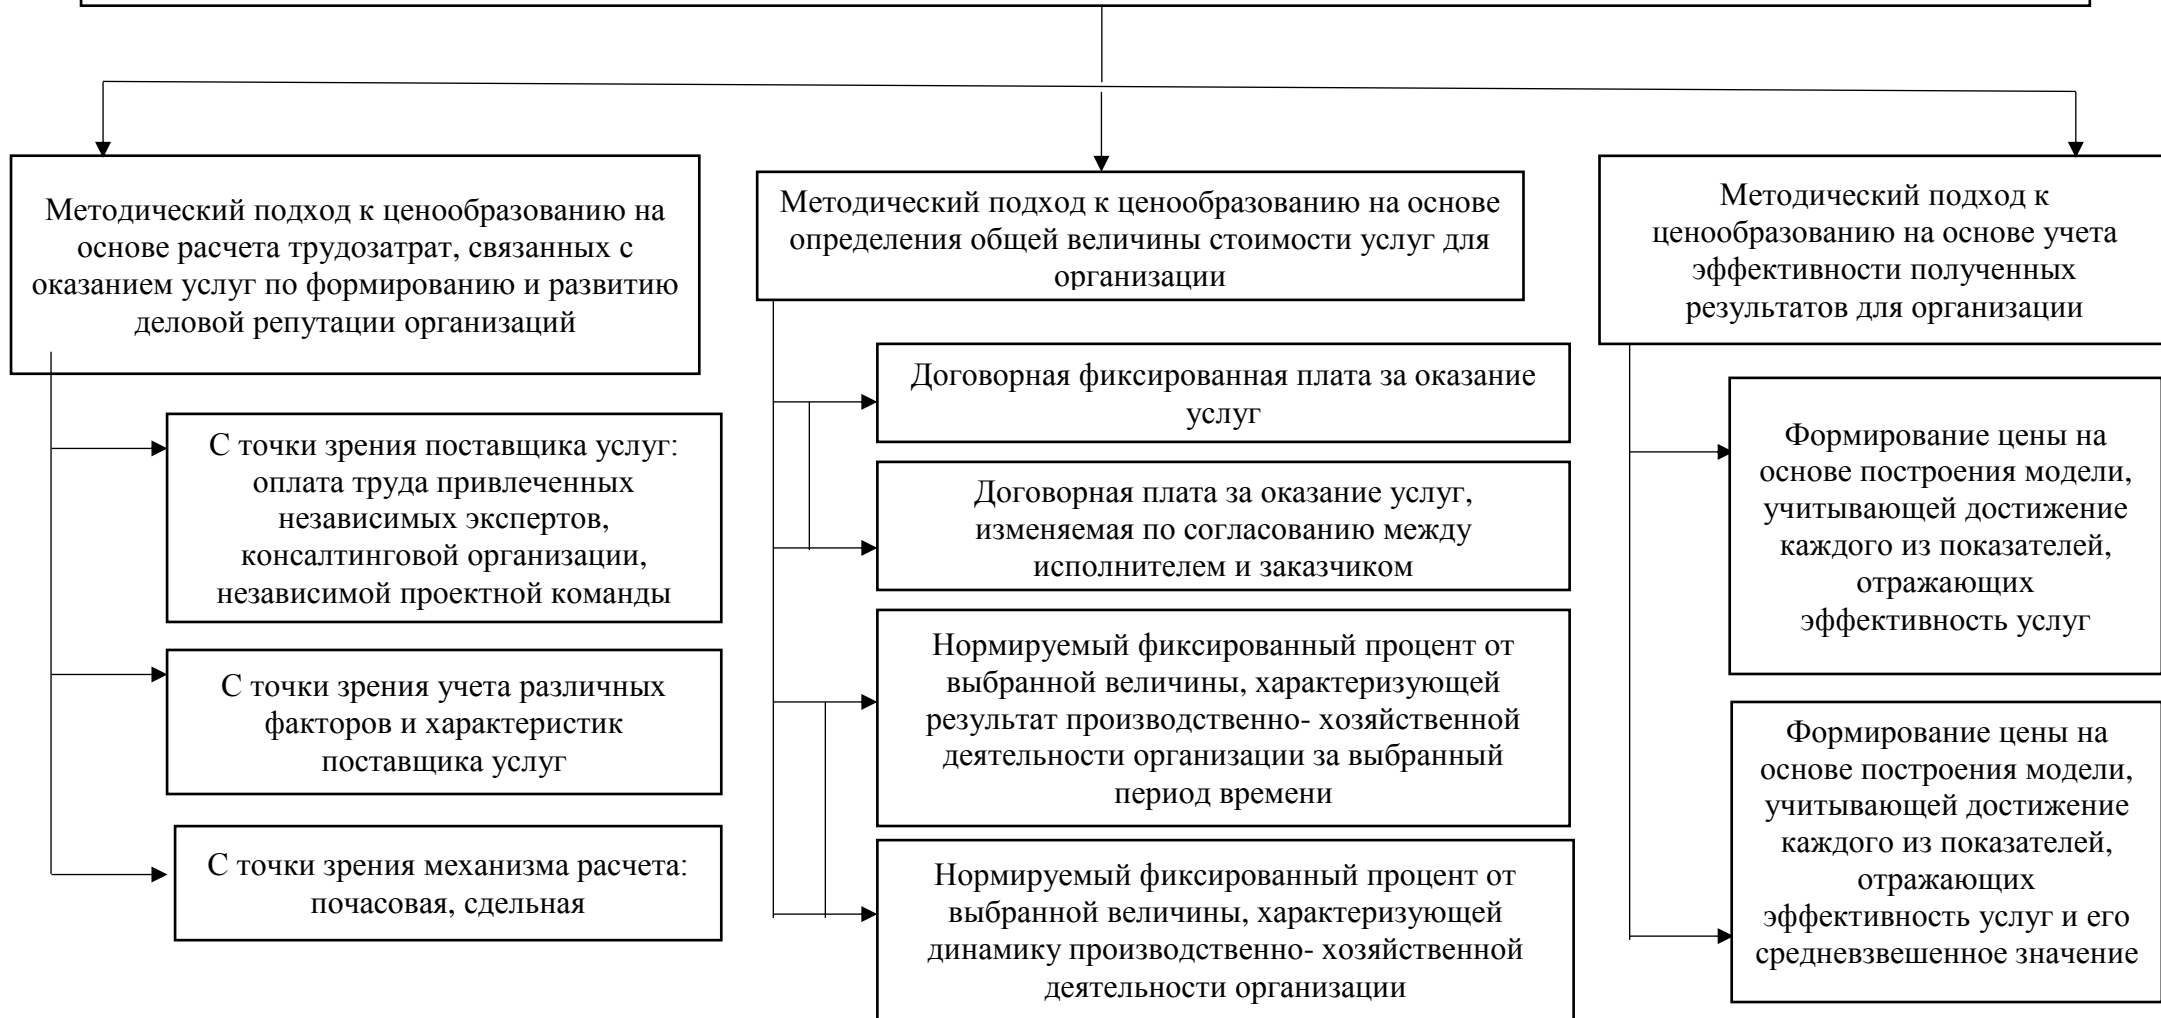 Методический подход к ценообразованию на
основе расчета трудозатрат, связанных с
оказанием услуг по формированию и развитию
деловой репутации организаций
С точки зрения поставщика услуг:
оплата труда привлеченных
независимых экспертов,
консалтинговой организации,
независимой проектной команды
С точки зрения учета различных
факторов и характеристик
поставщика услуг
С точки зрения механизма расчета:
почасовая, сдельная
Методический подход к ценообразованию на основе
определения общей величины стоимости услуг для
организации
Договорная фиксированная плата за оказание
услуг
Договорная плата за оказание услуг,
изменяемая по согласованию между
исполнителем и заказчиком
Нормируемый фиксированный процент от
выбранной величины, характеризующей
результат производственно- хозяйственной
деятельности организации за выбранный
период времени
Нормируемый фиксированный процент от
выбранной величины, характеризующей
динамику производственно- хозяйственной
деятельности организации
Методический подход к
ценообразованию на основе учета
эффективности полученных
результатов для организации
Формирование цены на
основе построения модели,
учитывающей достижение
каждого из показателей,
отражающих
эффективность услуг
Формирование цены на
основе построения модели,
учитывающей достижение
каждого из показателей,
отражающих
эффективность услуг и его
средневзвешенное значение